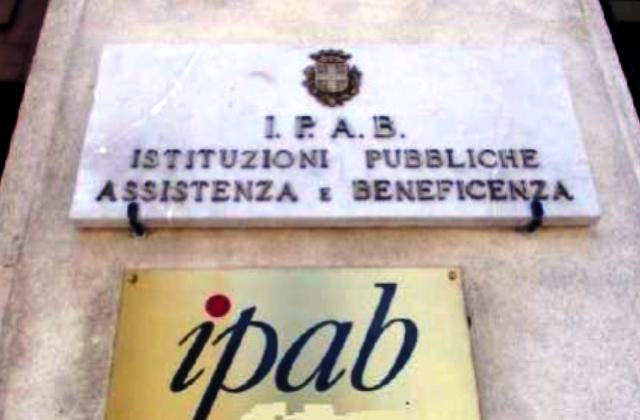 I. P. A. B.
ISTITUZIONI PUBBLICHE
ASSISTENZA E BENEFICENZA
ipab